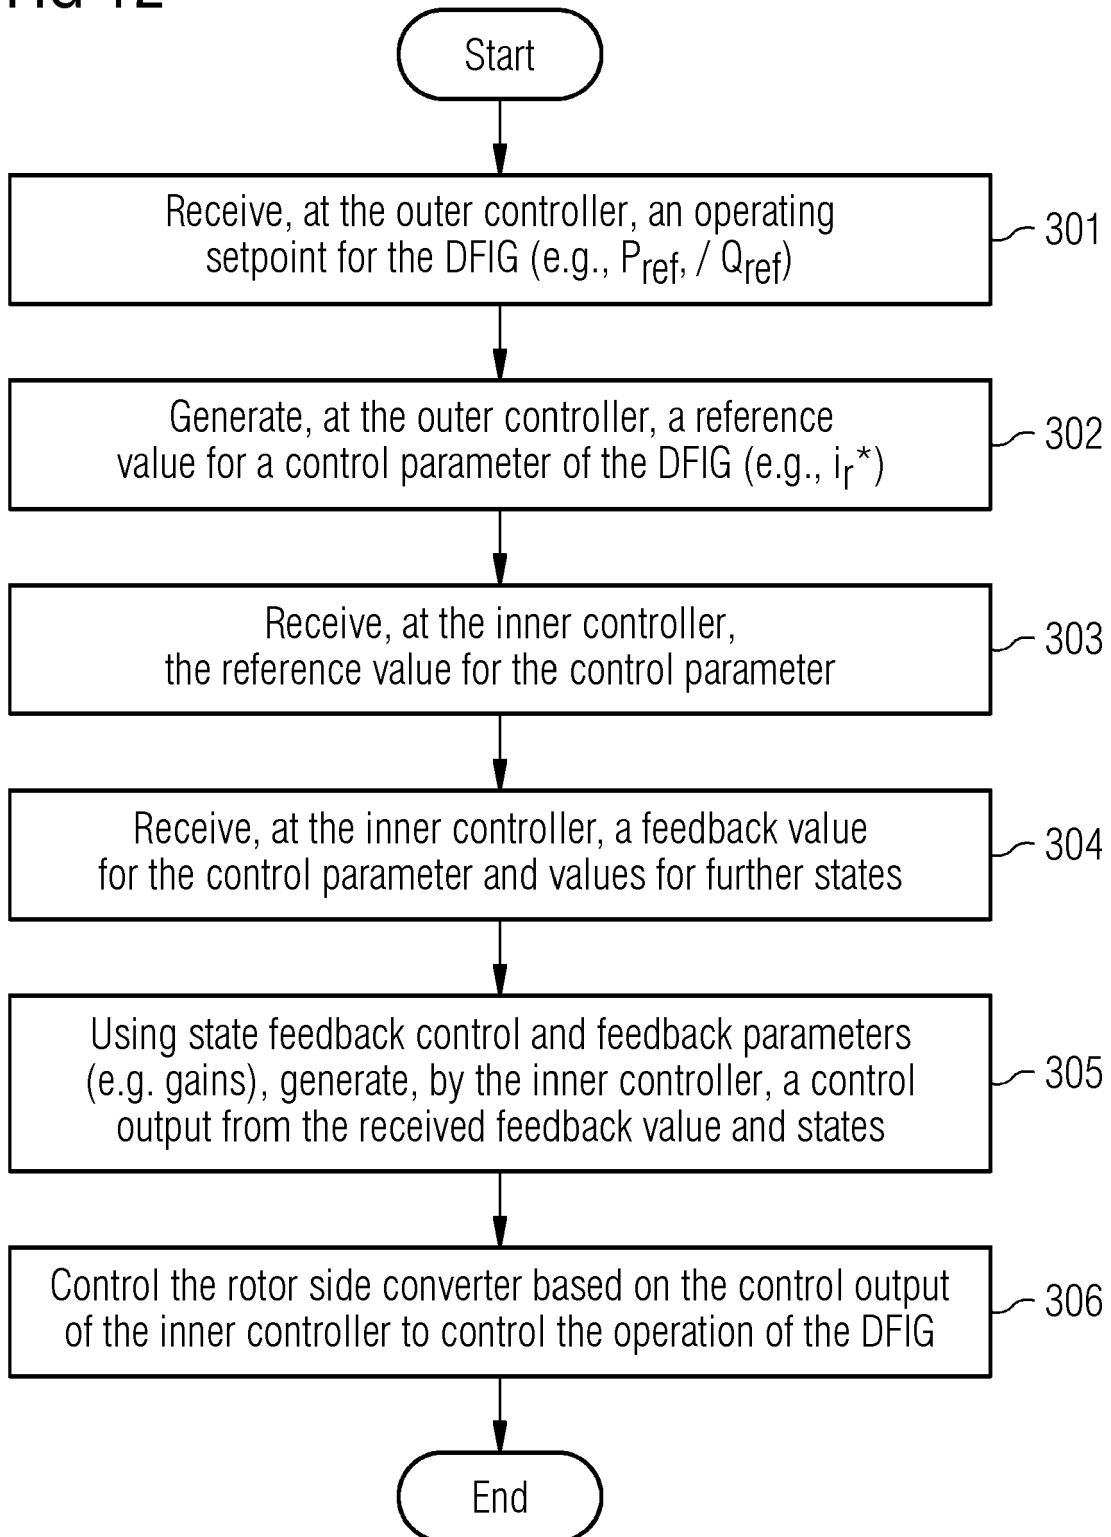 FIG 12
Start
Receive, at the outer controller, an operating
setpoint for the DFIG (e.g., Pref, / Qref)
301
Generate, at the outer controller, a reference
value for a control parameter of the DFIG (e.g., ir*)
302
Receive, at the inner controller,
the reference value for the control parameter
303
Receive, at the inner controller, a feedback value
for the control parameter and values for further states
304
Using state feedback control and feedback parameters
(e.g. gains), generate, by the inner controller, a control
output from the received feedback value and states
305
Control the rotor side converter based on the control output
of the inner controller to control the operation of the DFIG
306
End